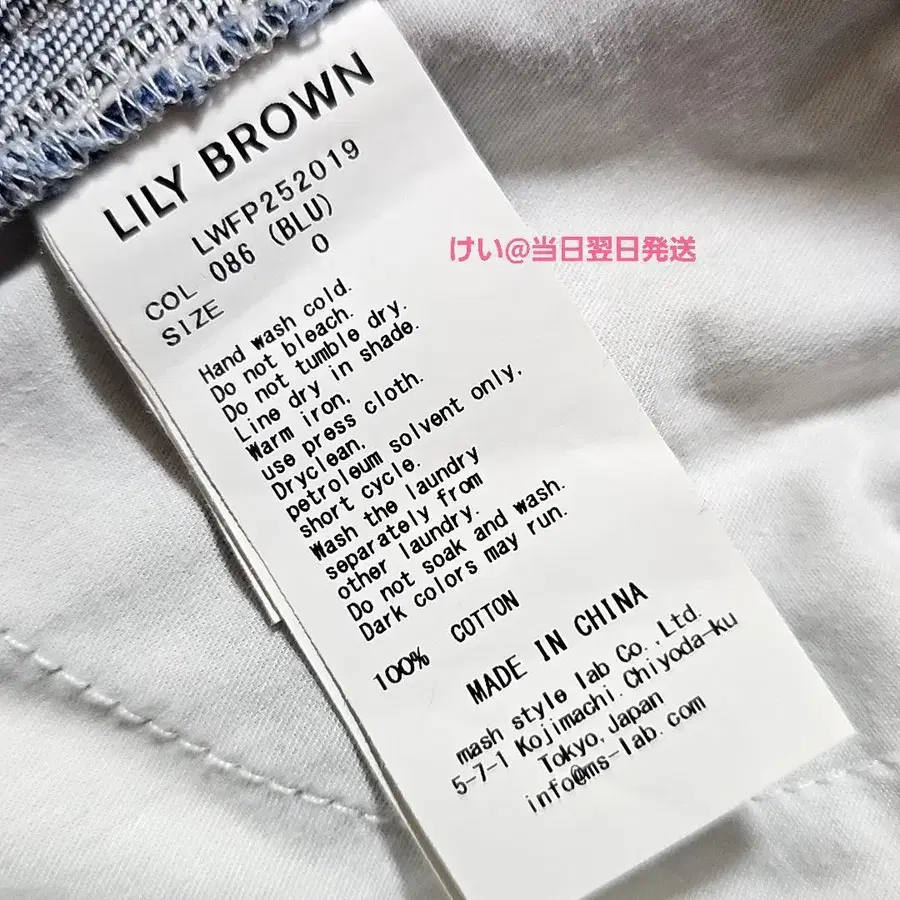 LILY BROWN
LWFP252019
COL 086 (BLU)
SIZE 0
けい@当日翌日発送
Hand wash cold.
Do not bleach.
Do not tumble dry.
Line dry in shade.
Warm iron,
use press cloth.
Dryclean,
petroleum solvent only,
short cycle.
Wash the laundry
separately from
other laundry.
Do not soak and wash.
Dark colors may run.
100% COTTON
MADE IN CHINA
mash style lab Co.,Ltd.
5-7-1 Kojimachi.Chiyoda-ku
Tokyo,Japan
info@ms-lab.com